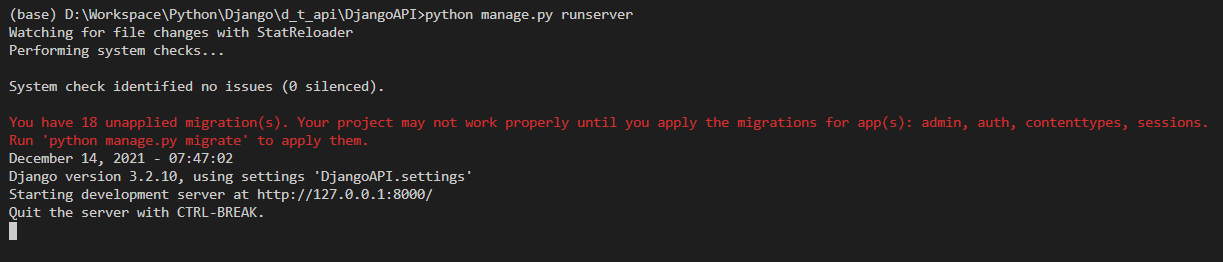 (base) D:\Workspace\Python\Django\d_t_api\DjangoAPI>python manage.py runserver
Watching for file changes with StatReloader
Performing system checks...
System check identified no issues (0 silenced).
You have 18 unapplied migration(s). Your project may not work properly until you apply the migrations for app(s): admin, auth, contenttypes, sessions.
Run 'python manage.py migrate' to apply them.
December 14, 2021 - 07:47:02
Django version 3.2.10, using settings 'DjangoAPI.settings'
Starting development server at http://127.0.0.1:8000/
Quit the server with CTRL-BREAK.